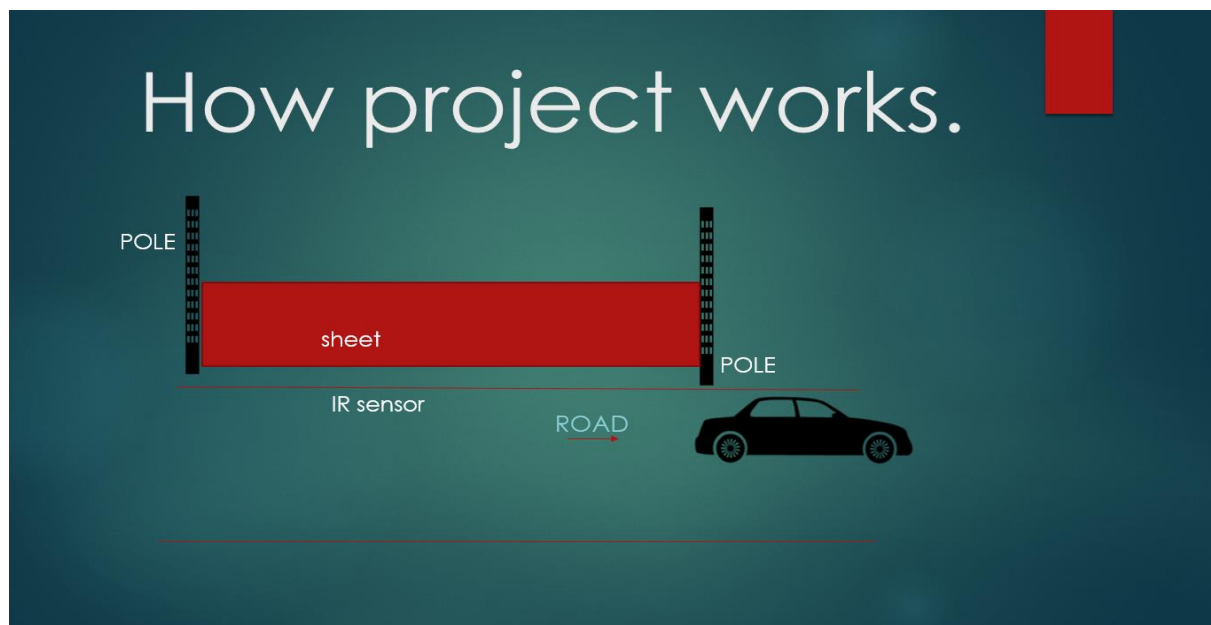 How project works.
POLE
sheet
POLE
IR sensor
ROAD